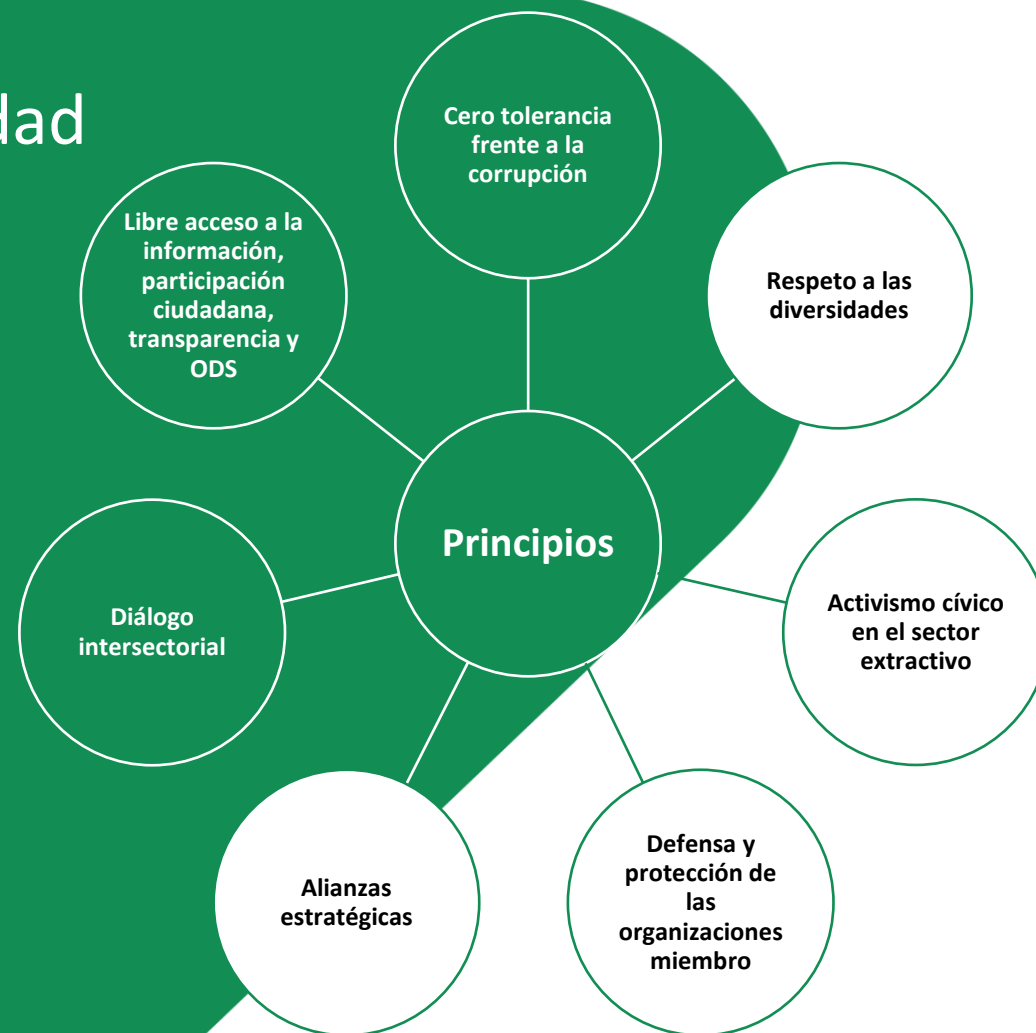 dad
Cero tolerancia
frente a la
corrupción
Libre acceso a la
información,
participación
ciudadana,
transparencia y
ODS
Respeto a las
diversidades
Principios
Diálogo
intersectorial
Activismo cívico
en el sector
extractivo
Alianzas
estratégicas
Defensa y
protección de
las
organizaciones
miembro